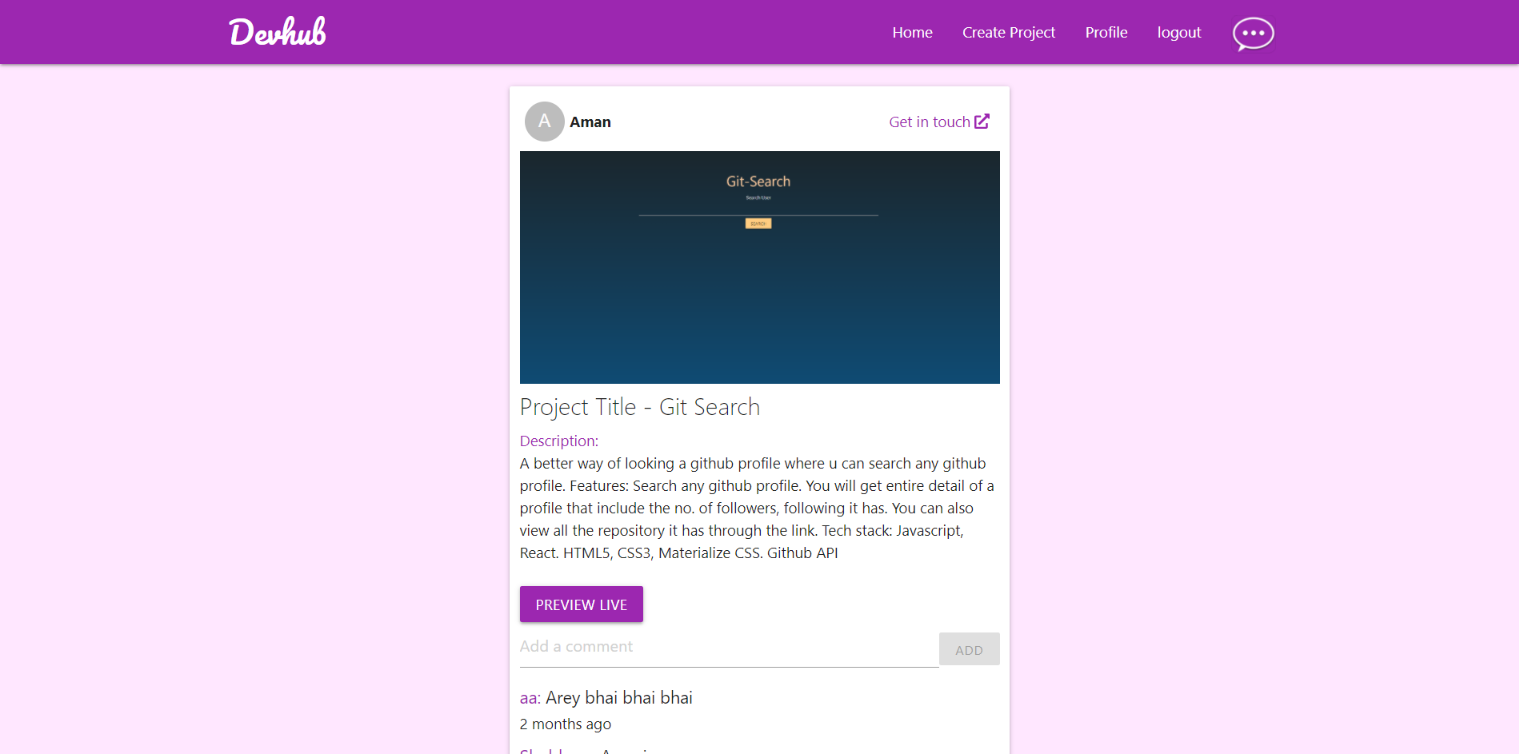 Devhub
Home Create Project Profile logout
A Aman Get in touch
Git-Search
Search User
Project Title - Git Search
Description:
A better way of looking a github profile where u can search any github
profile. Features: Search any github profile. You will get entire detail of a
profile that include the no. of followers, following it has. You can also
view all the repository it has through the link. Tech stack: Javascript,
React. HTML5, CSS3, Materialize CSS. Github API
PREVIEW LIVE
Add a comment ADD
aa: Arey bhai bhai bhai
2 months ago